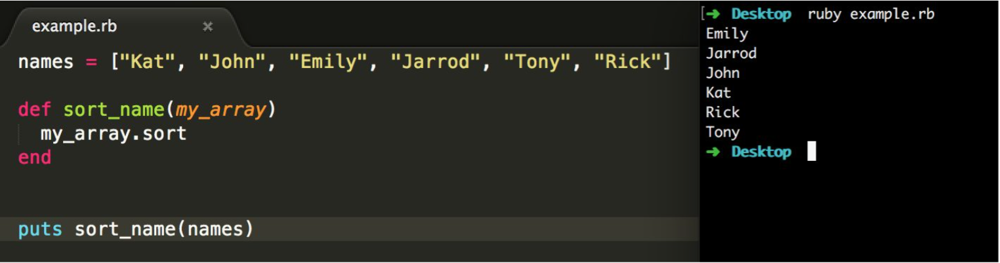 example.rb ×
names = ["Kat", "John", "Emily", "Jarrod", "Tony", "Rick"]
def sort_name(my_array)
  my_array.sort
end
puts sort_name(names)
[➜ Desktop ruby example.rb
Emily
Jarrod
John
Kat
Rick
Tony
➜ Desktop